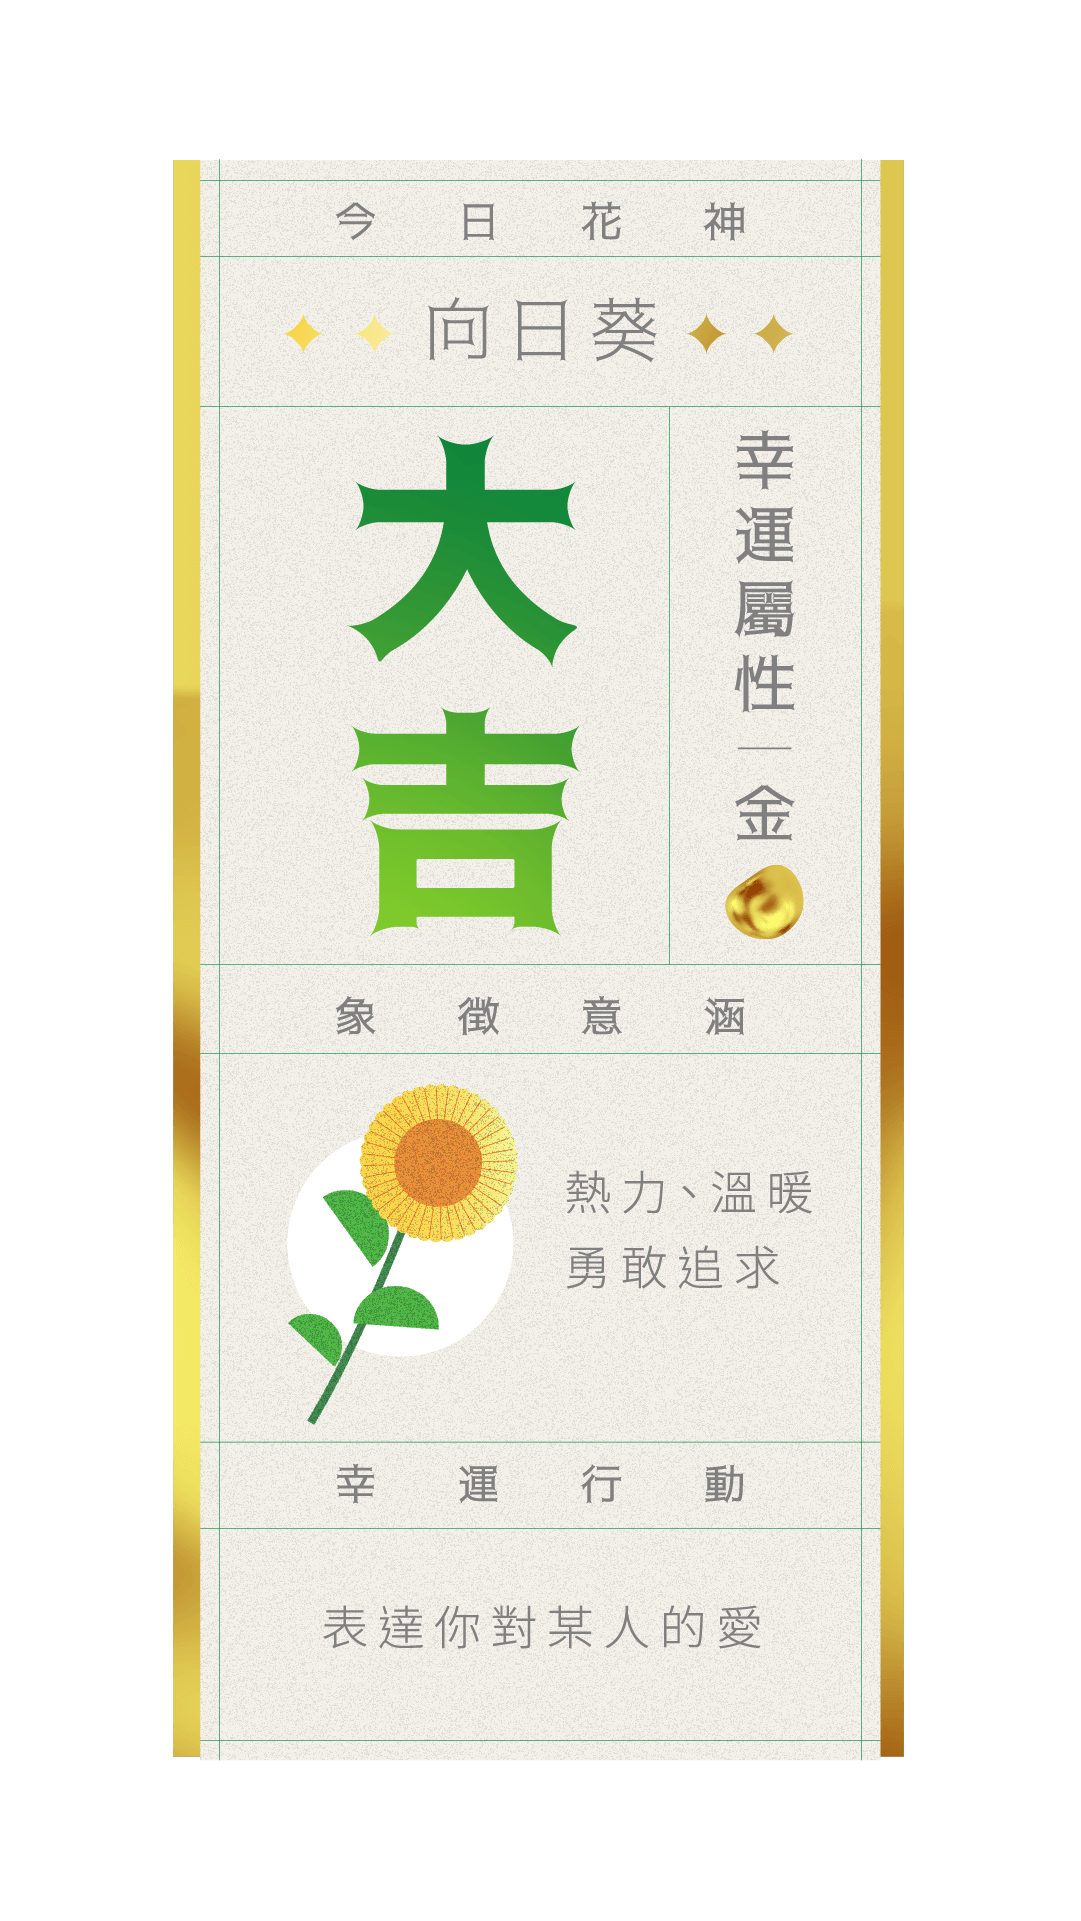 今日花神
向日葵
大吉
幸運屬性｜金
象徵意涵
熱力、溫暖
勇敢追求
幸運行動
表達你對某人的愛